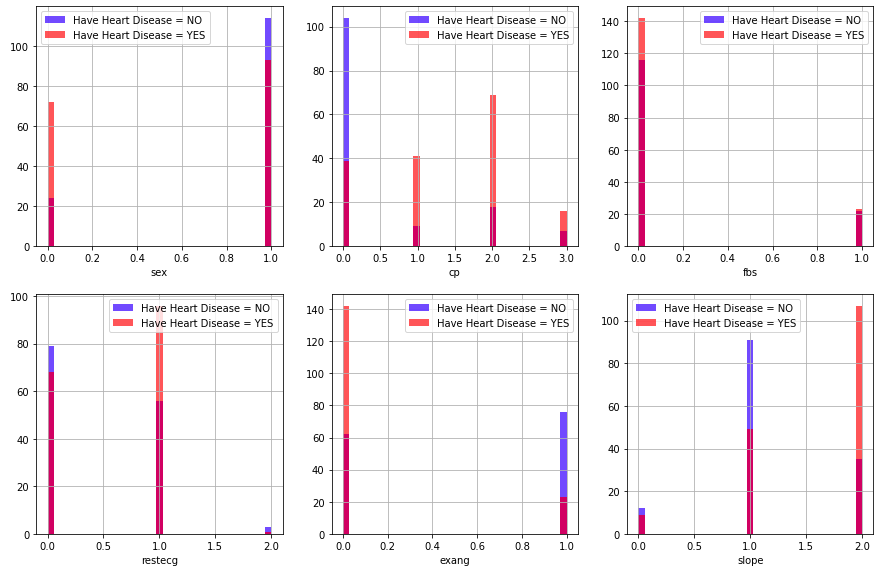 Have Heart Disease = NO
Have Heart Disease = YES
120
100
80
60
40
20
0
0.0 0.2 0.4 0.6 0.8 1.0
sex
Have Heart Disease = NO
Have Heart Disease = YES
100
80
60
40
20
0
0.0 0.5 1.0 1.5 2.0 2.5 3.0
cp
Have Heart Disease = NO
Have Heart Disease = YES
140
120
100
80
60
40
20
0
0.0 0.2 0.4 0.6 0.8 1.0
fbs
Have Heart Disease = NO
Have Heart Disease = YES
100
80
60
40
20
0
0.0 0.5 1.0 1.5 2.0
restecg
Have Heart Disease = NO
Have Heart Disease = YES
140
120
100
80
60
40
20
0
0.0 0.2 0.4 0.6 0.8 1.0
exang
Have Heart Disease = NO
Have Heart Disease = YES
100
80
60
40
20
0
0.0 0.5 1.0 1.5 2.0
slope